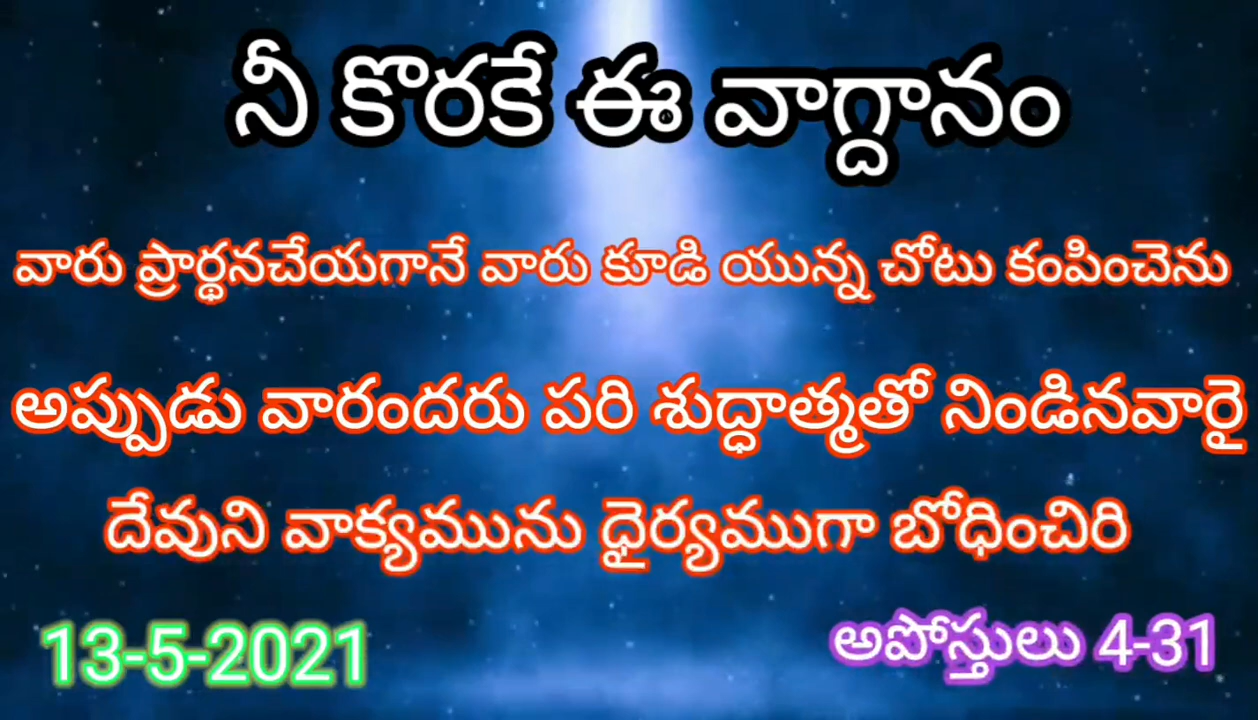 నీ కొరకే ఈ వాగ్దానం
వారు ప్రార్థనచేయగానే వారు కూడి యున్న చోటు కంపించెను
అప్పుడు వారందరు పరి శుద్ధాత్మతో నిండినవారై
దేవుని వాక్యమును ధైర్యముగా బోధించిరి
13-5-2021 అపోస్తులు 4-31